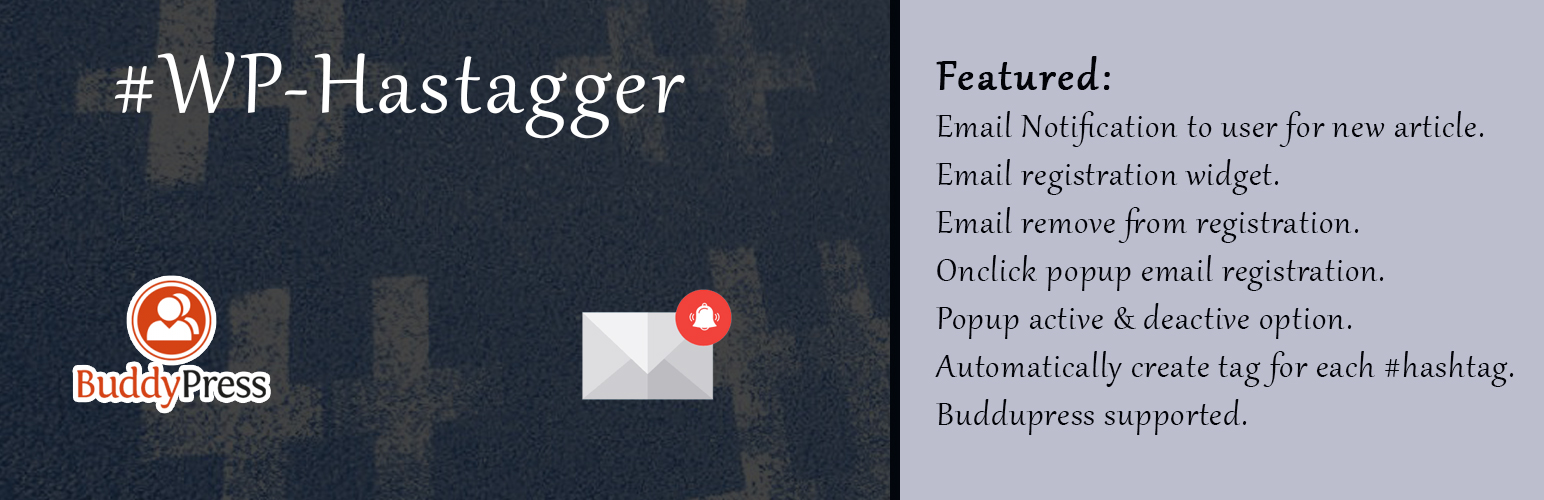 #WP-Hastagger
BuddyPress
Featured:
Email Notification to user for new article.
Email registration widget.
Email remove from registration.
Onclick popup email registration.
Popup active & deactive option.
Automatically create tag for each #hashtag.
Buddupress supported.